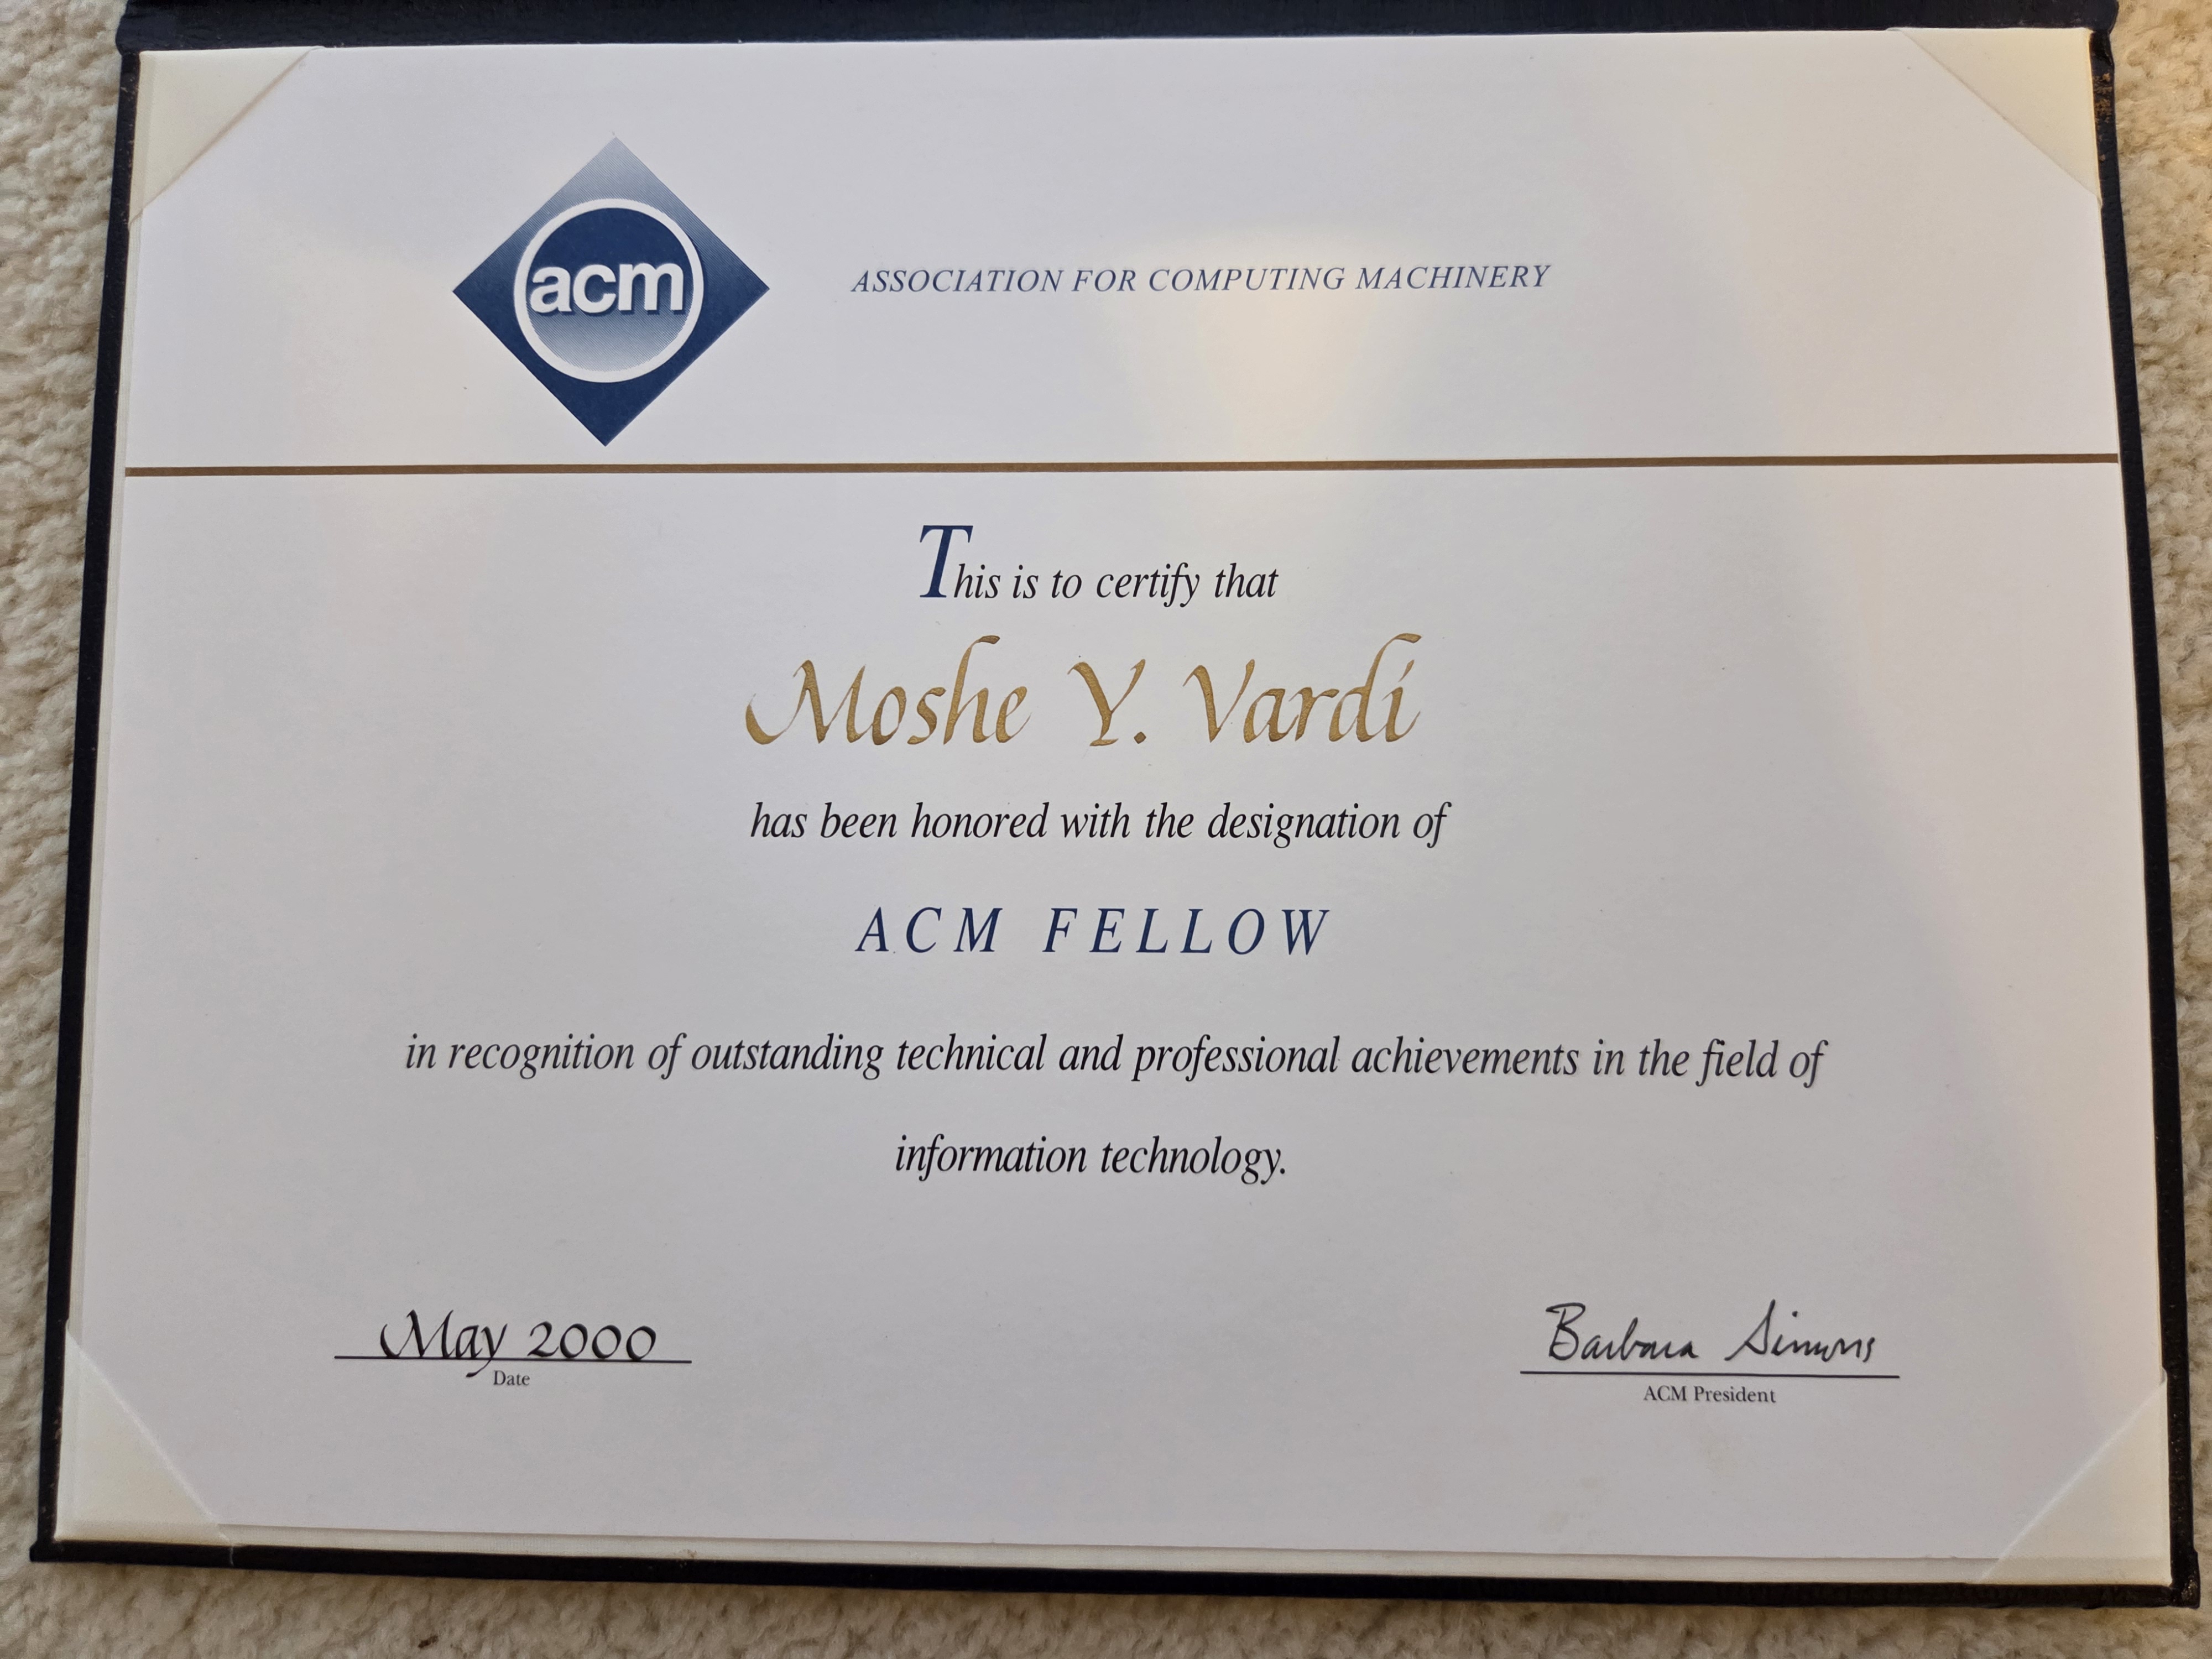 acm
ASSOCIATION FOR COMPUTING MACHINERY
This is to certify that
Moshe Y. Vardi
has been honored with the designation of
ACM FELLOW
in recognition of outstanding technical and professional achievements in the field of
information technology.
May 2000
Date
Barbara Simons
ACM President